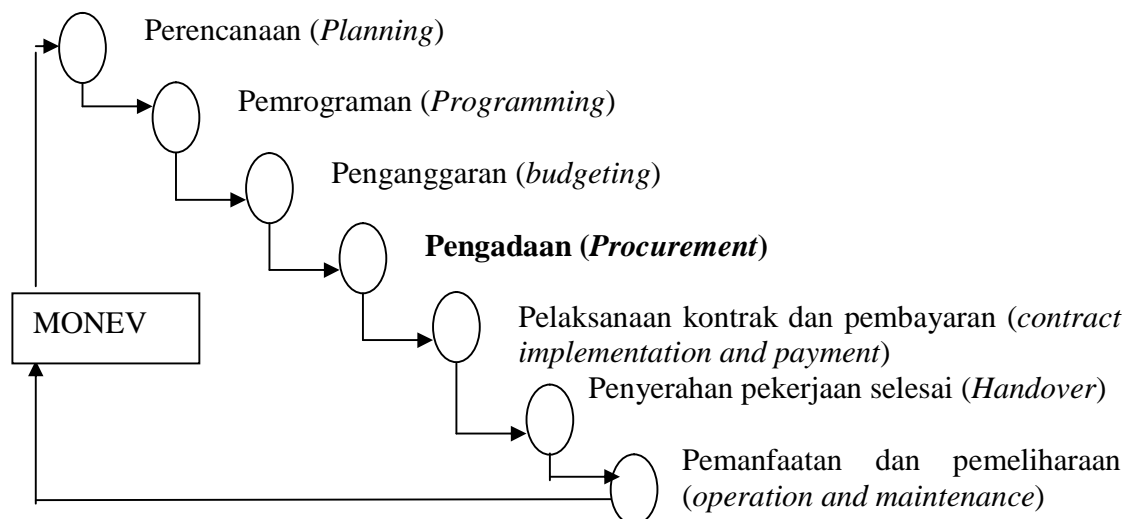 Perencanaan (Planning)
Pemrograman (Programming)
Penganggaran (budgeting)
Pengadaan (Procurement)
MONEV
Pelaksanaan kontrak dan pembayaran (contract
implementation and payment)
Penyerahan pekerjaan selesai (Handover)
Pemanfaatan dan pemeliharaan
(operation and maintenance)